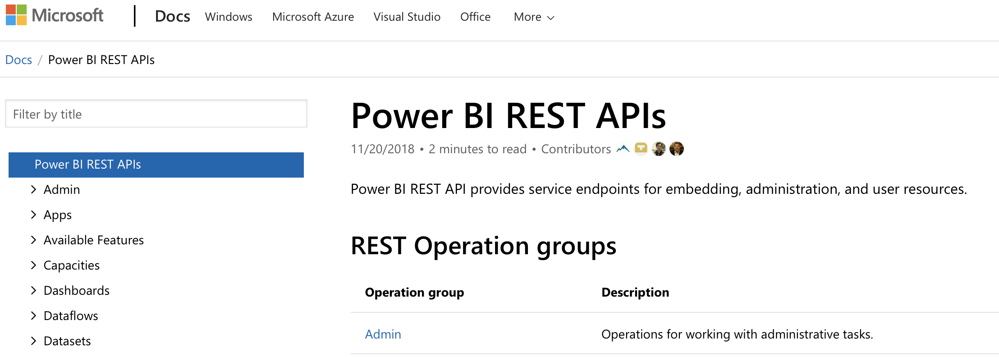 Microsoft Docs Windows Microsoft Azure Visual Studio Office More
Docs / Power BI REST APIs
Filter by title
Power BI REST APIs
Admin
Apps
Available Features
Capacities
Dashboards
Dataflows
Datasets
Power BI REST APIs
11/20/2018 • 2 minutes to read • Contributors
Power BI REST API provides service endpoints for embedding, administration, and user resources.
REST Operation groups
Operation group Description
Admin Operations for working with administrative tasks.